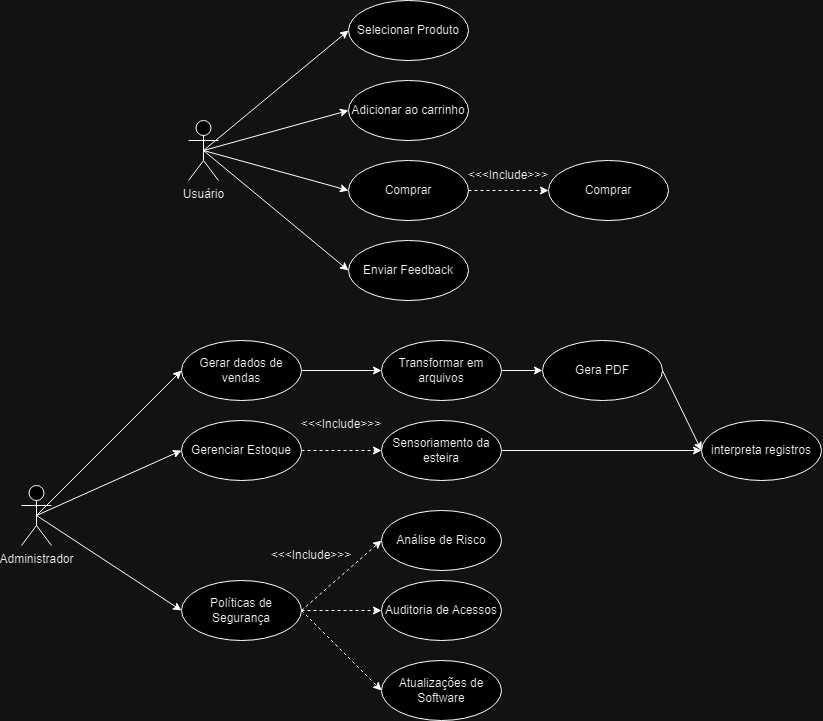 Selecionar Produto
Adicionar ao carrinho
Usuário
Comprar
<<<Include>>>
Comprar
Enviar Feedback
Gerar dados de
vendas
Transformar em
arquivos
Gera PDF
Gerenciar Estoque
<<<Include>>>
Sensoriamento da
esteira
interpreta registros
Administrador
Políticas de
Segurança
<<<Include>>>
Análise de Risco
Auditoria de Acessos
Atualizações de
Software